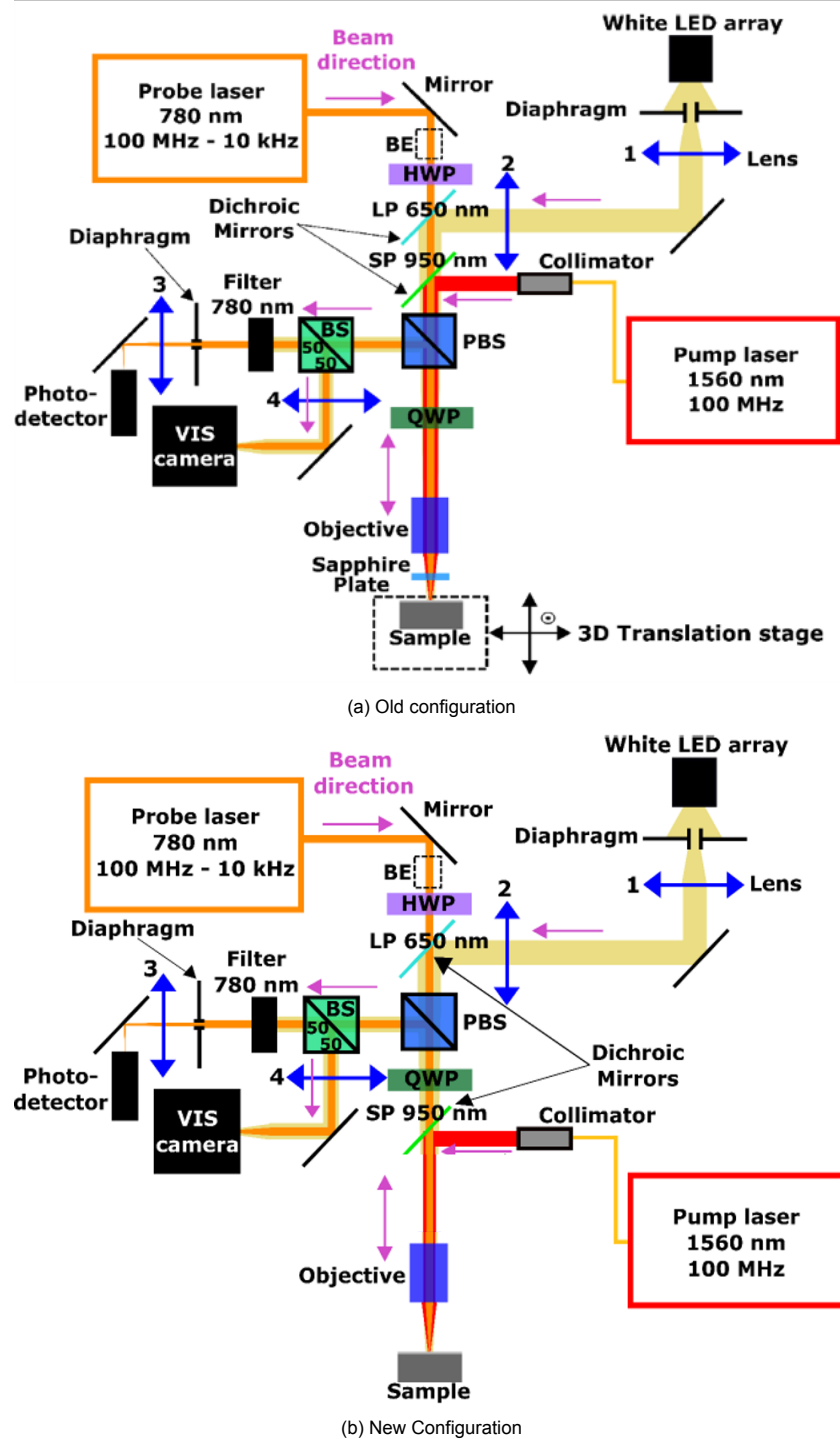 White LED array
Beam
direction
Probe laser
780 nm
100 MHz - 10 kHz
Mirror
Diaphragm
BE
HWP
2
1
Lens
LP 650 nm
Dichroic
Mirrors
Diaphragm
SP 950 nm
Collimator
Filter
780 nm
3
BS
50
50
PBS
Pump laser
1560 nm
100 MHz
Photo-
detector
4
VIS
camera
QWP
Objective
Sapphire
Plate
Sample
3D Translation stage
(a) Old configuration
White LED array
Beam
direction
Probe laser
780 nm
100 MHz - 10 kHz
Mirror
Diaphragm
BE
HWP
2
1
Lens
Diaphragm
LP 650 nm
3
Filter
780 nm
BS
50
50
PBS
Dichroic
Mirrors
Photo-
detector
4
QWP
VIS
camera
SP 950 nm
Collimator
Pump laser
1560 nm
100 MHz
Objective
Sample
(b) New Configuration